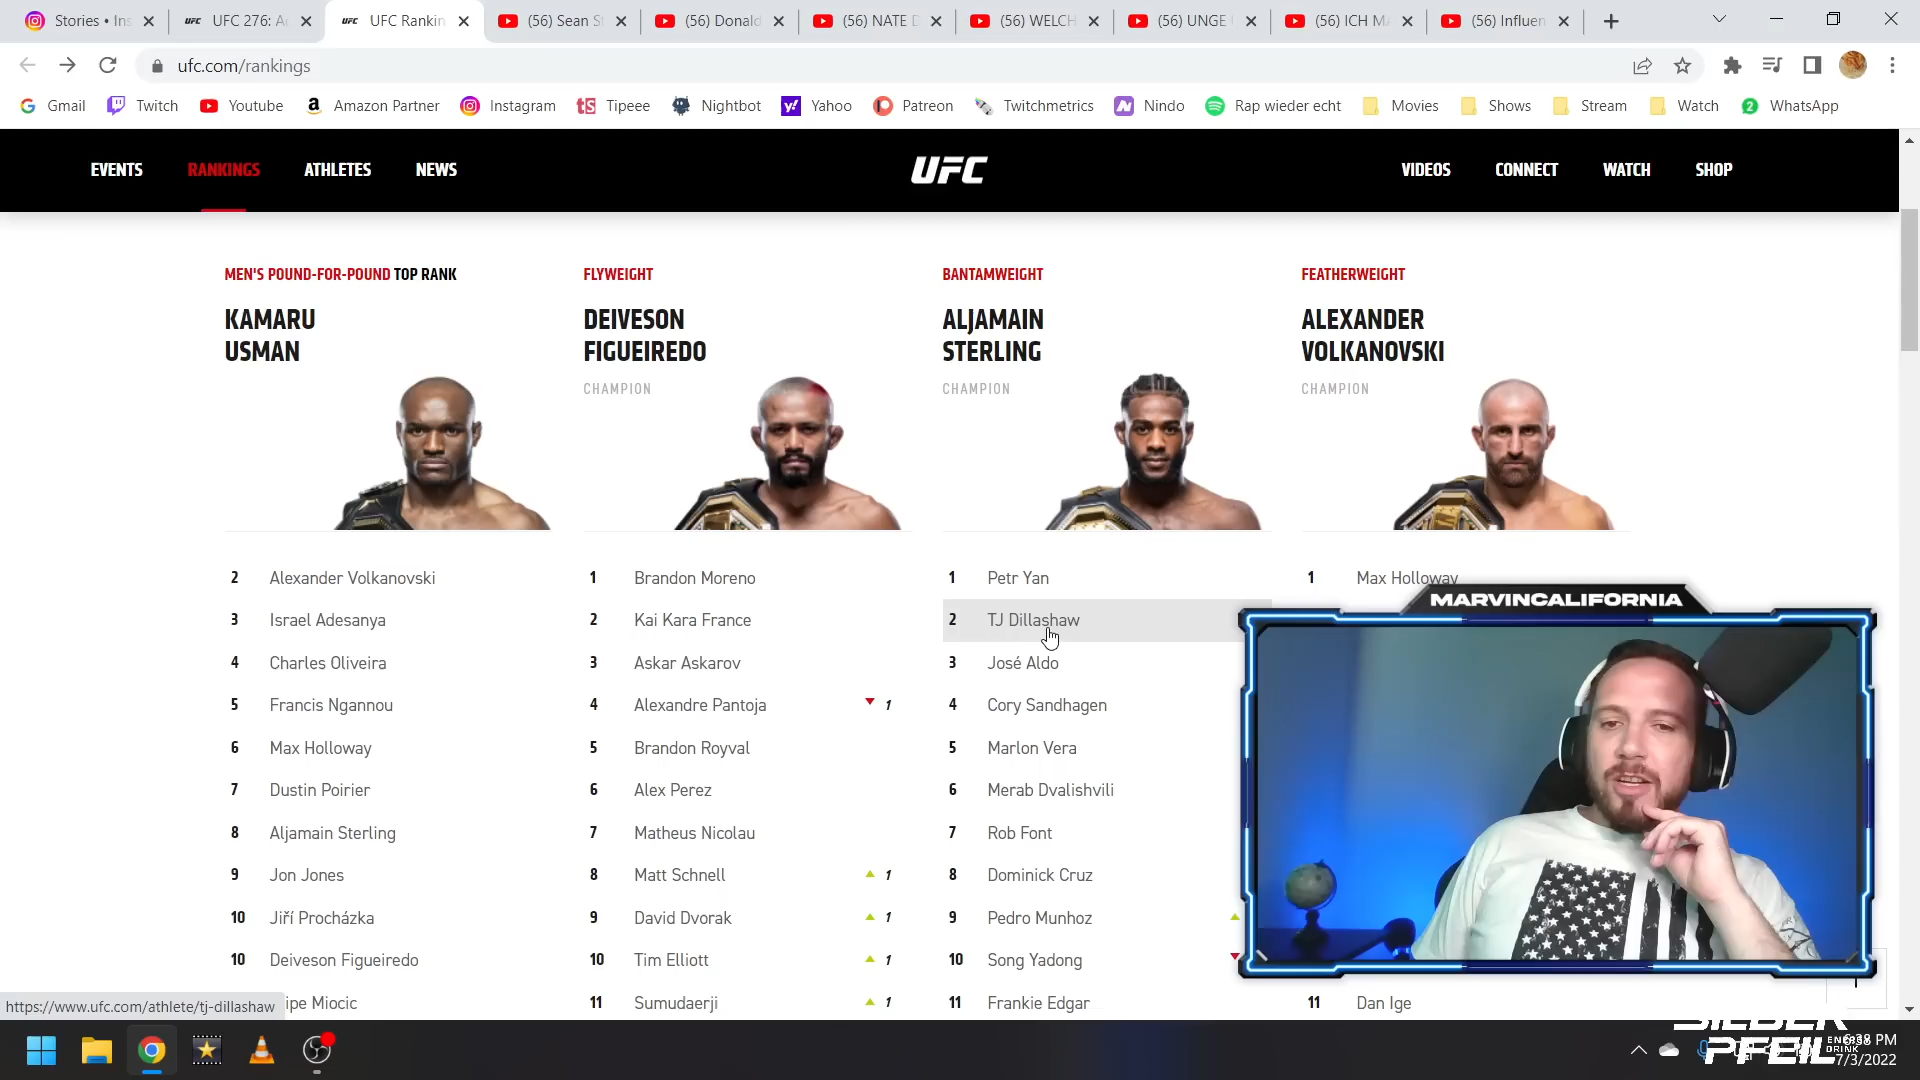 Stories • Ins
UFC 276: Ad
UFC Rankin
(56) Sean St
(56) Donald
(56) NATE D
(56) WELCH
(56) UNGE
(56) ICH MA
(56) Influen
ufc.com/rankings
Gmail Twitch Youtube Amazon Partner Instagram Tipeee Nightbot Yahoo Patreon Twitchmetrics Nindo Rap wieder echt Movies Shows Stream Watch WhatsApp
EVENTS RANKINGS ATHLETES NEWS UFC VIDEOS CONNECT WATCH SHOP
MEN'S POUND-FOR-POUND TOP RANK
KAMARU
USMAN
2 Alexander Volkanovski
3 Israel Adesanya
4 Charles Oliveira
5 Francis Ngannou
6 Max Holloway
7 Dustin Poirier
8 Aljamain Sterling
9 Jon Jones
10 Jiří Procházka
10 Deiveson Figueiredo
ipe Miocic
FLYWEIGHT
DEIVESON
FIGUEIREDO
CHAMPION
1 Brandon Moreno
2 Kai Kara France
3 Askar Askarov
4 Alexandre Pantoja 1
5 Brandon Royval
6 Alex Perez
7 Matheus Nicolau
8 Matt Schnell 1
9 David Dvorak 1
10 Tim Elliott 1
11 Sumudaerji 1
BANTAMWEIGHT
ALJAMAIN
STERLING
CHAMPION
1 Petr Yan
2 TJ Dillashaw
3 José Aldo
4 Cory Sandhagen
5 Marlon Vera
6 Merab Dvalishvili
7 Rob Font
8 Dominick Cruz
9 Pedro Munhoz
10 Song Yadong
11 Frankie Edgar
FEATHERWEIGHT
ALEXANDER
VOLKANOVSKI
CHAMPION
1 Max Holloway
11 Dan Ige
MARVINCALIFORNIA
https://www.ufc.com/athlete/tj-dillashaw
SILBER
PFEIL
ENERGY
DRINK
6:38 PM
7/3/2022